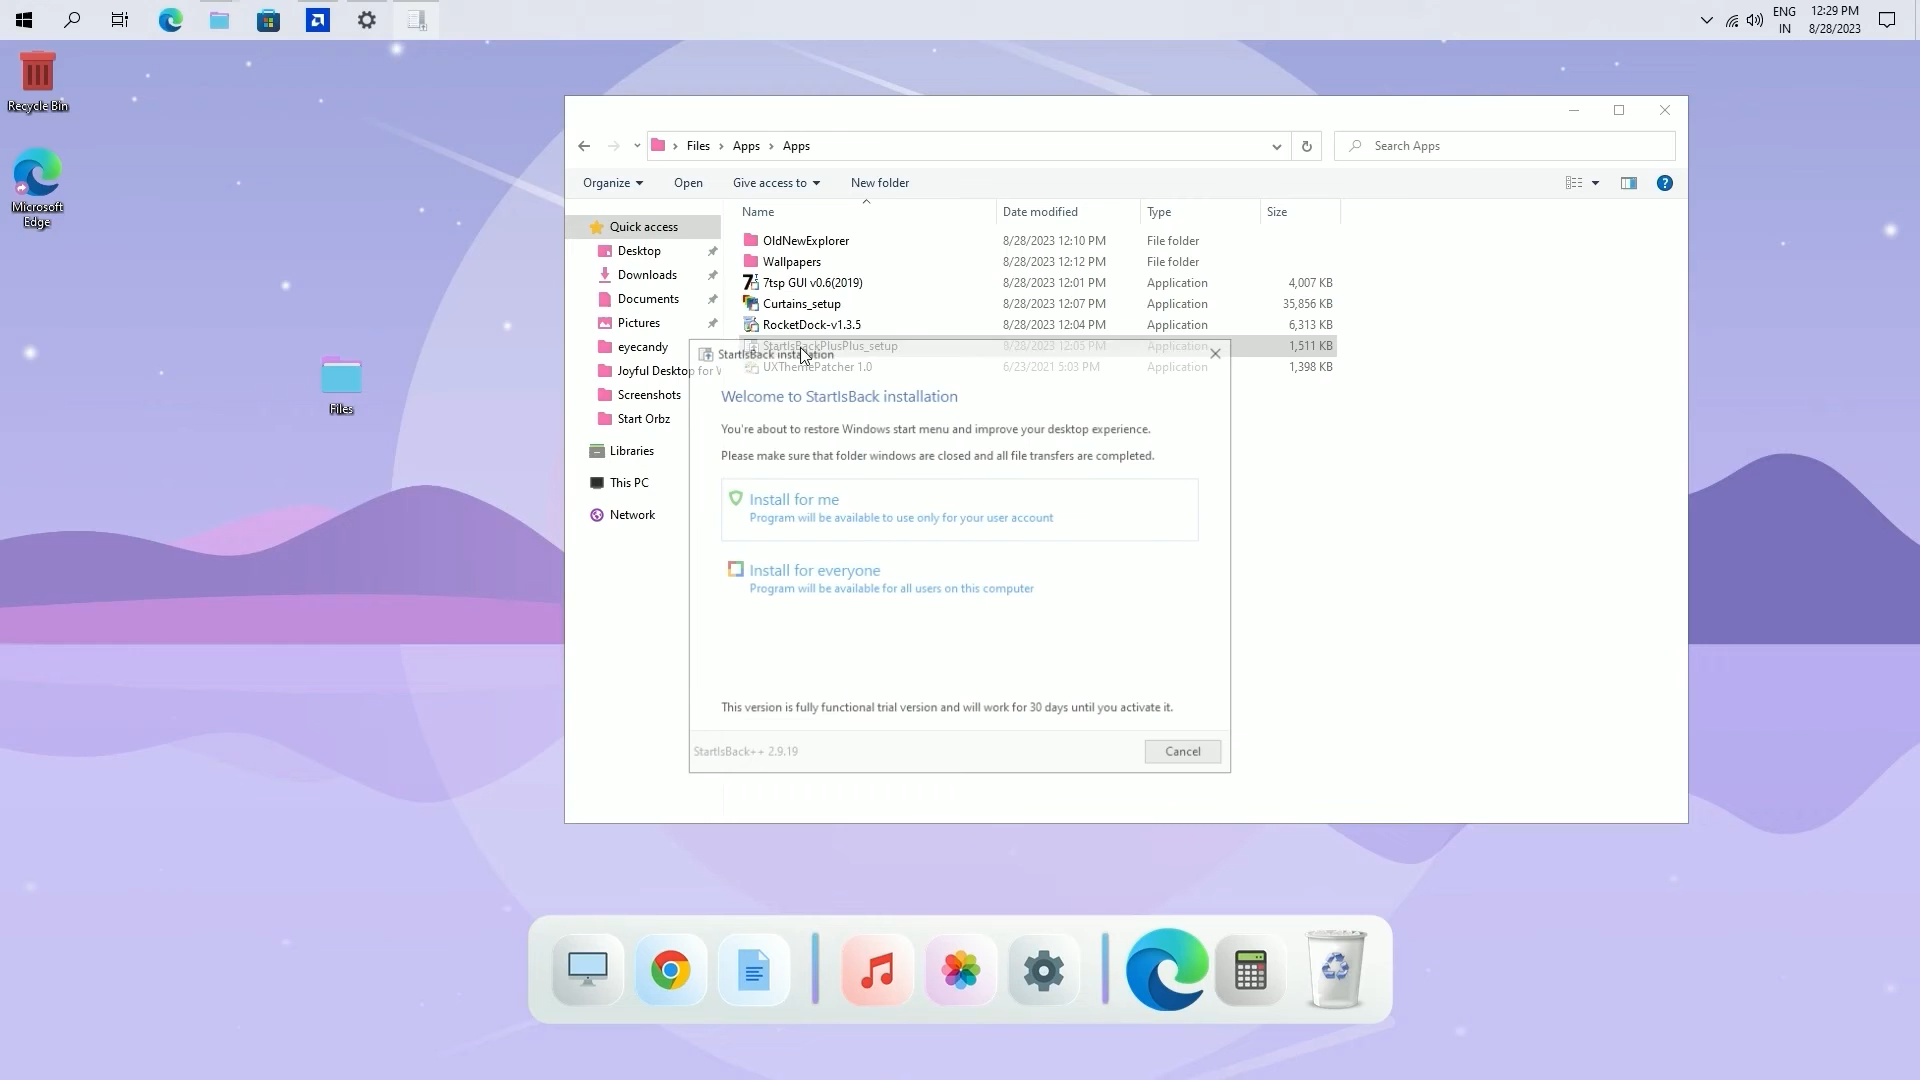 ENG
IN
12:29 PM
8/28/2023
Recycle Bin
Microsoft
Edge
Files
Files > Apps > Apps
Search Apps
Organize
Open
Give access to
New folder
Name
Date modified
Type
Size
Quick access
Desktop
Downloads
Documents
Pictures
eyecandy
Joyful Desktop for
Screenshots
Start Orbz
Libraries
This PC
Network
OldNewExplorer 8/28/2023 12:10 PM File folder
Wallpapers 8/28/2023 12:12 PM File folder
7tsp GUI v0.6(2019) 8/28/2023 12:01 PM Application 4,007 KB
Curtains_setup 8/28/2023 12:07 PM Application 35,856 KB
RocketDock-v1.3.5 8/28/2023 12:04 PM Application 6,313 KB
StartIsBackPlusPlus_setup 8/28/2023 12:05 PM Application 1,511 KB
UXThemePatcher 1.0 6/23/2021 5:03 PM Application 1,398 KB
StartIsBack installation
Welcome to StartIsBack installation
You're about to restore Windows start menu and improve your desktop experience.
Please make sure that folder windows are closed and all file transfers are completed.
Install for me
Program will be available to use only for your user account
Install for everyone
Program will be available for all users on this computer
This version is fully functional trial version and will work for 30 days until you activate it.
StartIsBack++ 2.9.19
Cancel